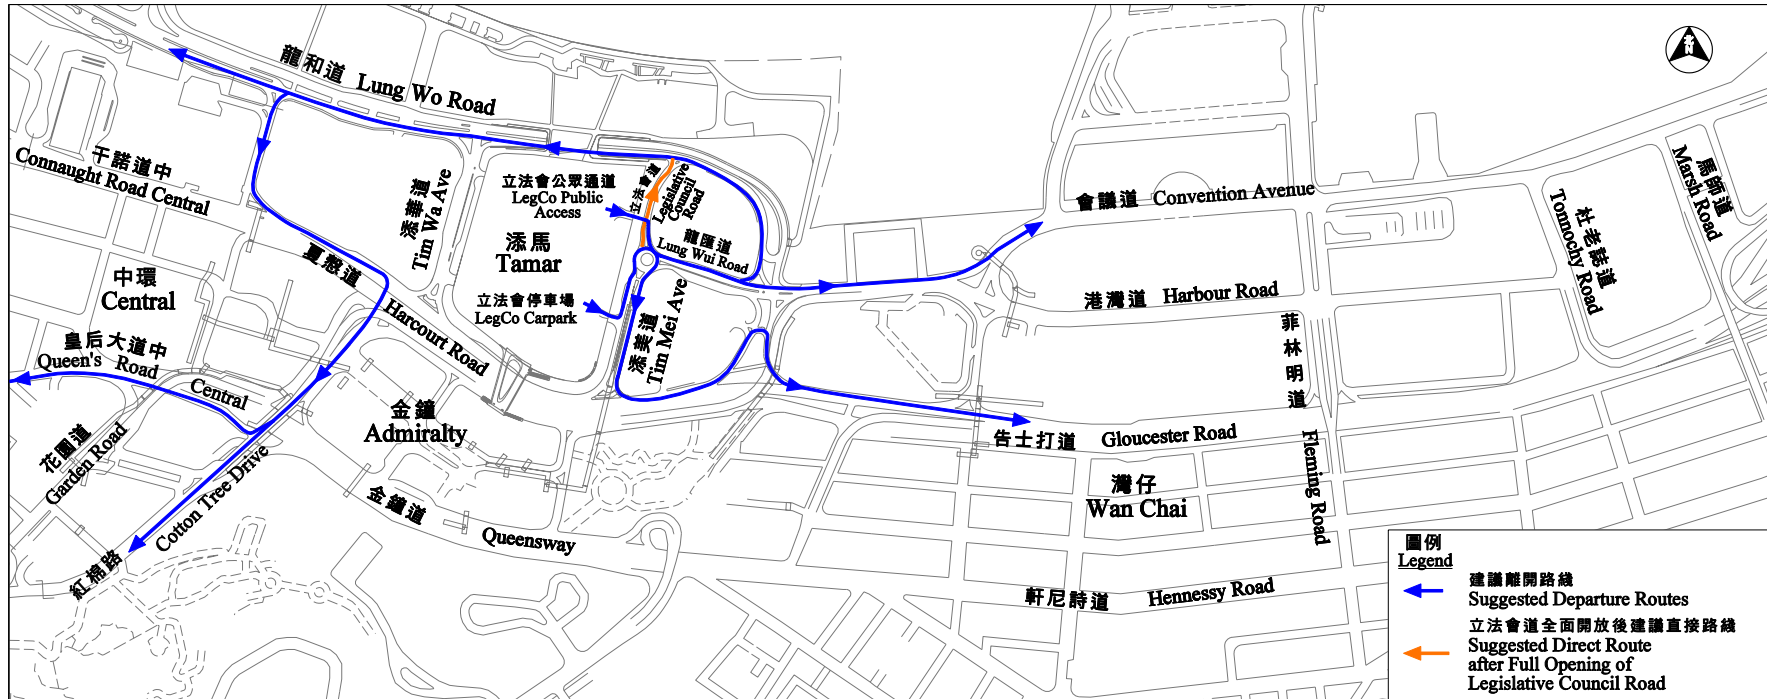 龍和道 Lung Wo Road
干諾道中
Connaught Road Central
添華道
Tim Wa Ave
立法會公眾通道
LegCo Public
Access
立法會道
Legislative
Council
Road
會議道 Convention Avenue
馬師道
Marsh Road
杜老誌道
Tonnochy Road
添馬
Tamar
龍匯道
Lung Wui Road
夏慤道
Harcourt Road
中環
Central
立法會停車場
LegCo Carpark
港灣道 Harbour Road
添美道
Tim Mei Ave
菲林明道
Fleming Road
皇后大道中
Queen's Road
Central
金鐘
Admiralty
花園道
Garden Road
告士打道 Gloucester Road
灣仔
Wan Chai
紅棉路
Cotton Tree Drive
金鐘道
Queensway
軒尼詩道 Hennessy Road
圖例
Legend
建議離開路綫
Suggested Departure Routes
立法會道全面開放後建議直接路綫
Suggested Direct Route
after Full Opening of
Legislative Council Road